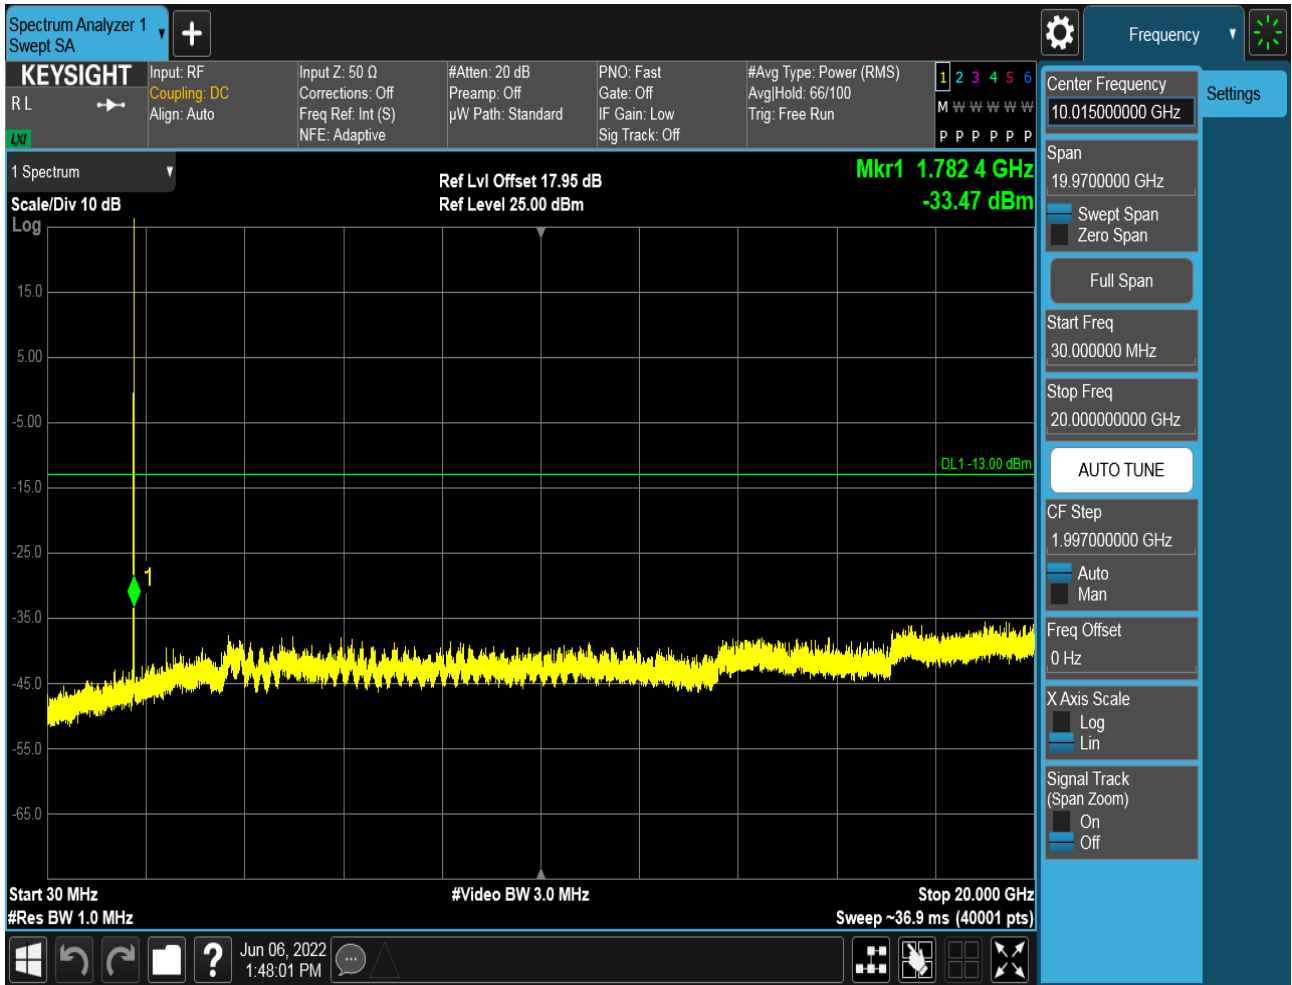 Spectrum Analyzer 1
Swept SA
+
Frequency
KEYSIGHT
R L
LXI
Input: RF
Coupling: DC
Align: Auto
Input Z: 50 Ω
Corrections: Off
Freq Ref: Int (S)
NFE: Adaptive
#Atten: 20 dB
Preamp: Off
µW Path: Standard
PNO: Fast
Gate: Off
IF Gain: Low
Sig Track: Off
#Avg Type: Power (RMS)
Avg|Hold: 66/100
Trig: Free Run
1 2 3 4 5 6
M W W W W W
P P P P P P
1 Spectrum
Scale/Div 10 dB
Log
Ref Lvl Offset 17.95 dB
Ref Level 25.00 dBm
Mkr1 1.782 4 GHz
-33.47 dBm
15.0
5.00
-5.00
DL1 -13.00 dBm
-15.0
-25.0
1
-35.0
-45.0
-55.0
-65.0
Start 30 MHz
#Video BW 3.0 MHz
Stop 20.000 GHz
#Res BW 1.0 MHz
Sweep ~36.9 ms (40001 pts)
Jun 06, 2022
1:48:01 PM
?
Center Frequency
10.015000000 GHz
Settings
Span
19.9700000 GHz
Swept Span
Zero Span
Full Span
Start Freq
30.000000 MHz
Stop Freq
20.000000000 GHz
AUTO TUNE
CF Step
1.997000000 GHz
Auto
Man
Freq Offset
0 Hz
X Axis Scale
Log
Lin
Signal Track
(Span Zoom)
On
Off